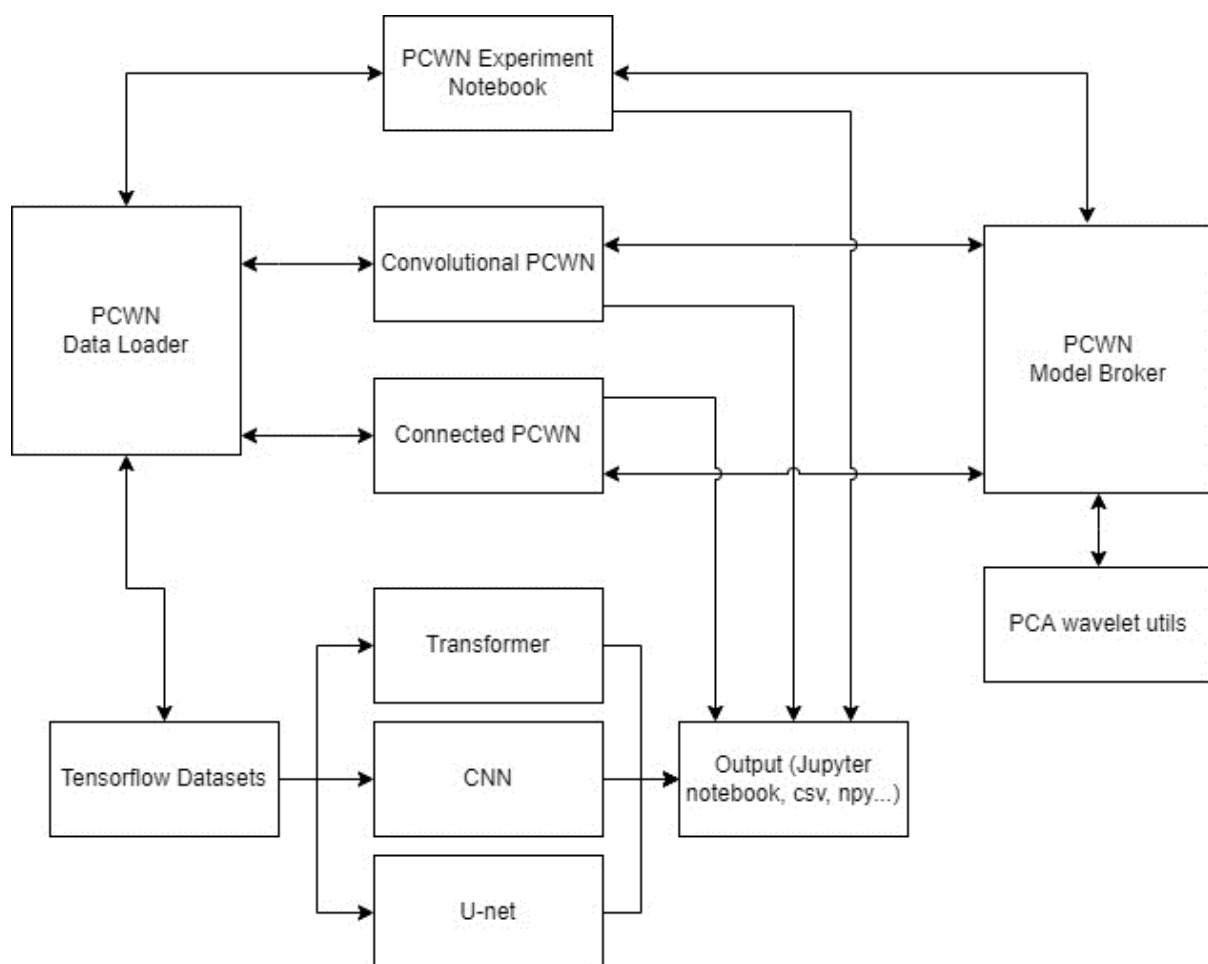 PCWN Experiment
Notebook
Convolutional PCWN
PCWN
Data Loader
PCWN
Model Broker
Connected PCWN
PCA wavelet utils
Transformer
Tensorflow Datasets
CNN
Output (Jupyter
notebook, csv, npy...)
U-net